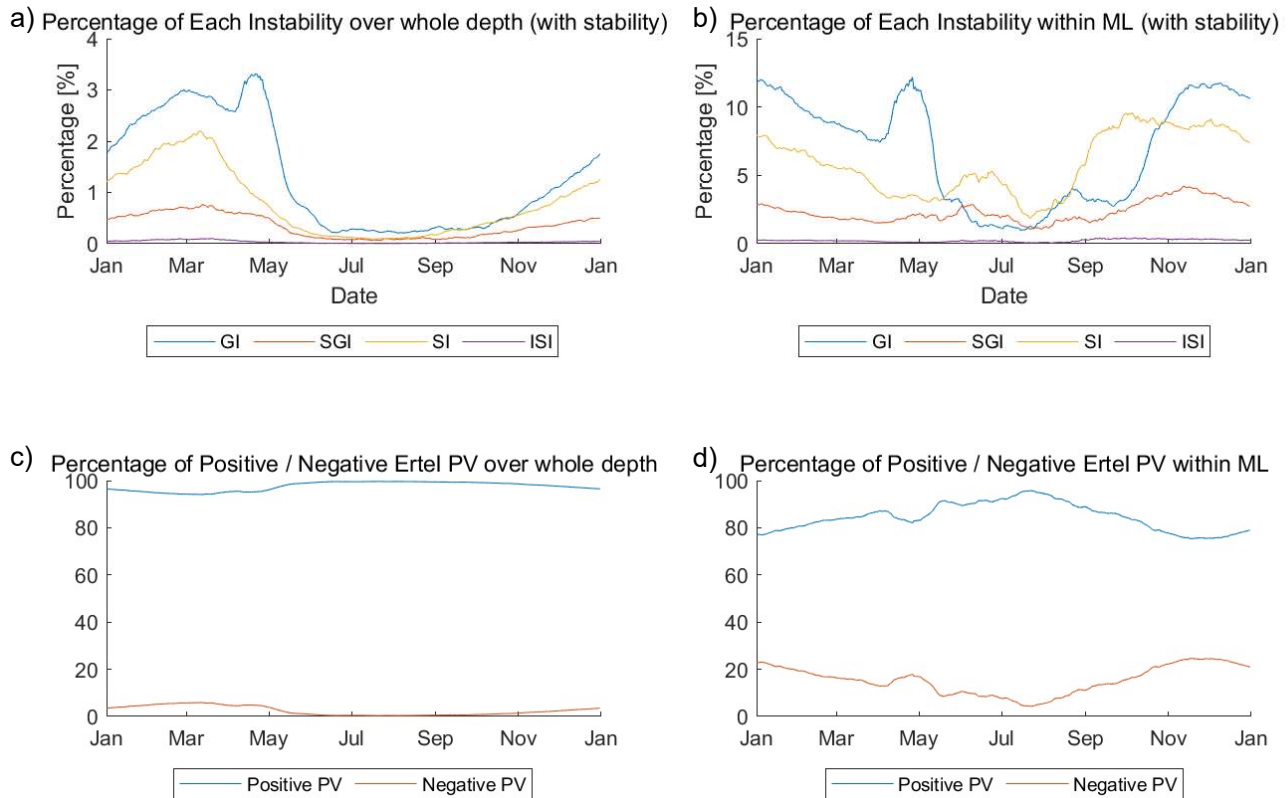 a) Percentage of Each Instability over whole depth (with stability)
4
3
2
1
0
Percentage [%]
Jan Mar May Jul Sep Nov Jan
Date
GI SGI SI ISI
b) Percentage of Each Instability within ML (with stability)
15
10
5
0
Percentage [%]
Jan Mar May Jul Sep Nov Jan
Date
GI SGI SI ISI
c) Percentage of Positive / Negative Ertel PV over whole depth
100
80
60
40
20
0
Jan Mar May Jul Sep Nov Jan
Positive PV Negative PV
d) Percentage of Positive / Negative Ertel PV within ML
100
80
60
40
20
0
Jan Mar May Jul Sep Nov Jan
Positive PV Negative PV